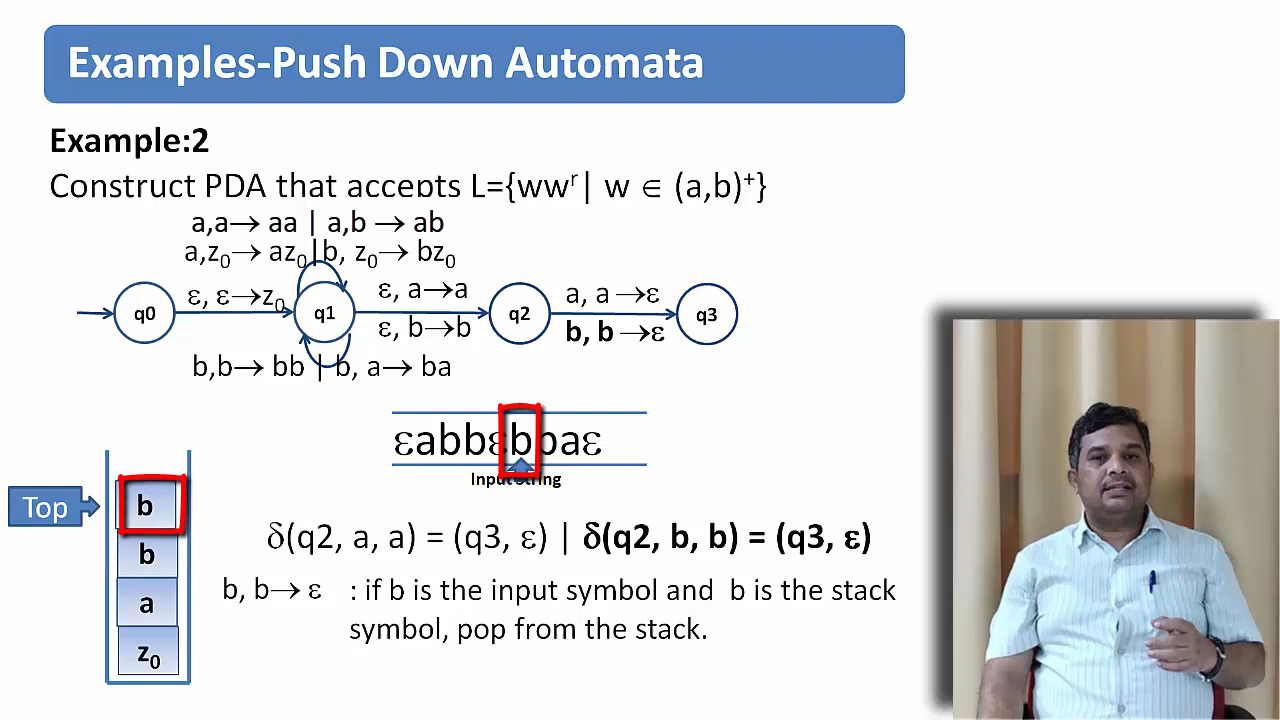 Examples-Push Down Automata
Example:2
Construct PDA that accepts L={wwʳ| w ∈ (a,b)⁺}
a,a→ aa | a,b → ab
a,z₀→ az₀|b, z₀→ bz₀
ε, ε→z₀
ε, a→a
a, a →ε
q0
q1
q2
q3
ε, b→b
b, b →ε
b,b→ bb | b, a→ ba
εabbεbbaε
Input String
Top
b
b
a
z₀
δ(q2, a, a) = (q3, ε) | δ(q2, b, b) = (q3, ε)
b, b→ ε : if b is the input symbol and b is the stack
symbol, pop from the stack.